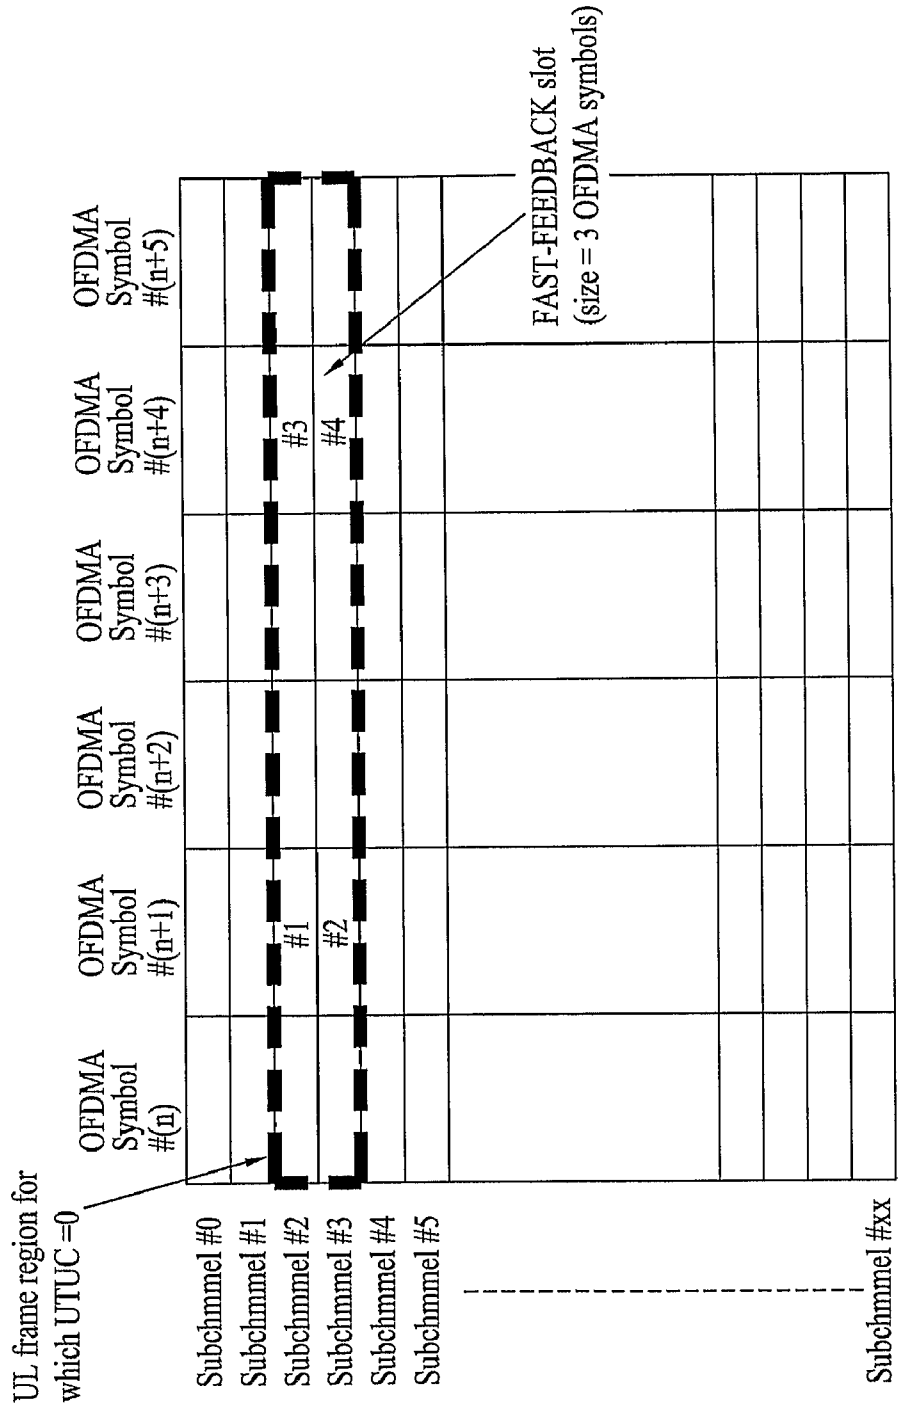 UL frame region for
which UTUC =0
OFDMA
Symbol
#(n)
OFDMA
Symbol
#(n+1)
OFDMA
Symbol
#(n+2)
OFDMA
Symbol
#(n+3)
OFDMA
Symbol
#(n+4)
OFDMA
Symbol
#(n+5)
Subchmmel #0
Subchmmel #1
Subchmmel #2
Subchmmel #3
Subchmmel #4
Subchmmel #5
Subchmmel #xx
#1
#3
#2
#4
FAST-FEEDBACK slot
(size = 3 OFDMA symbols)